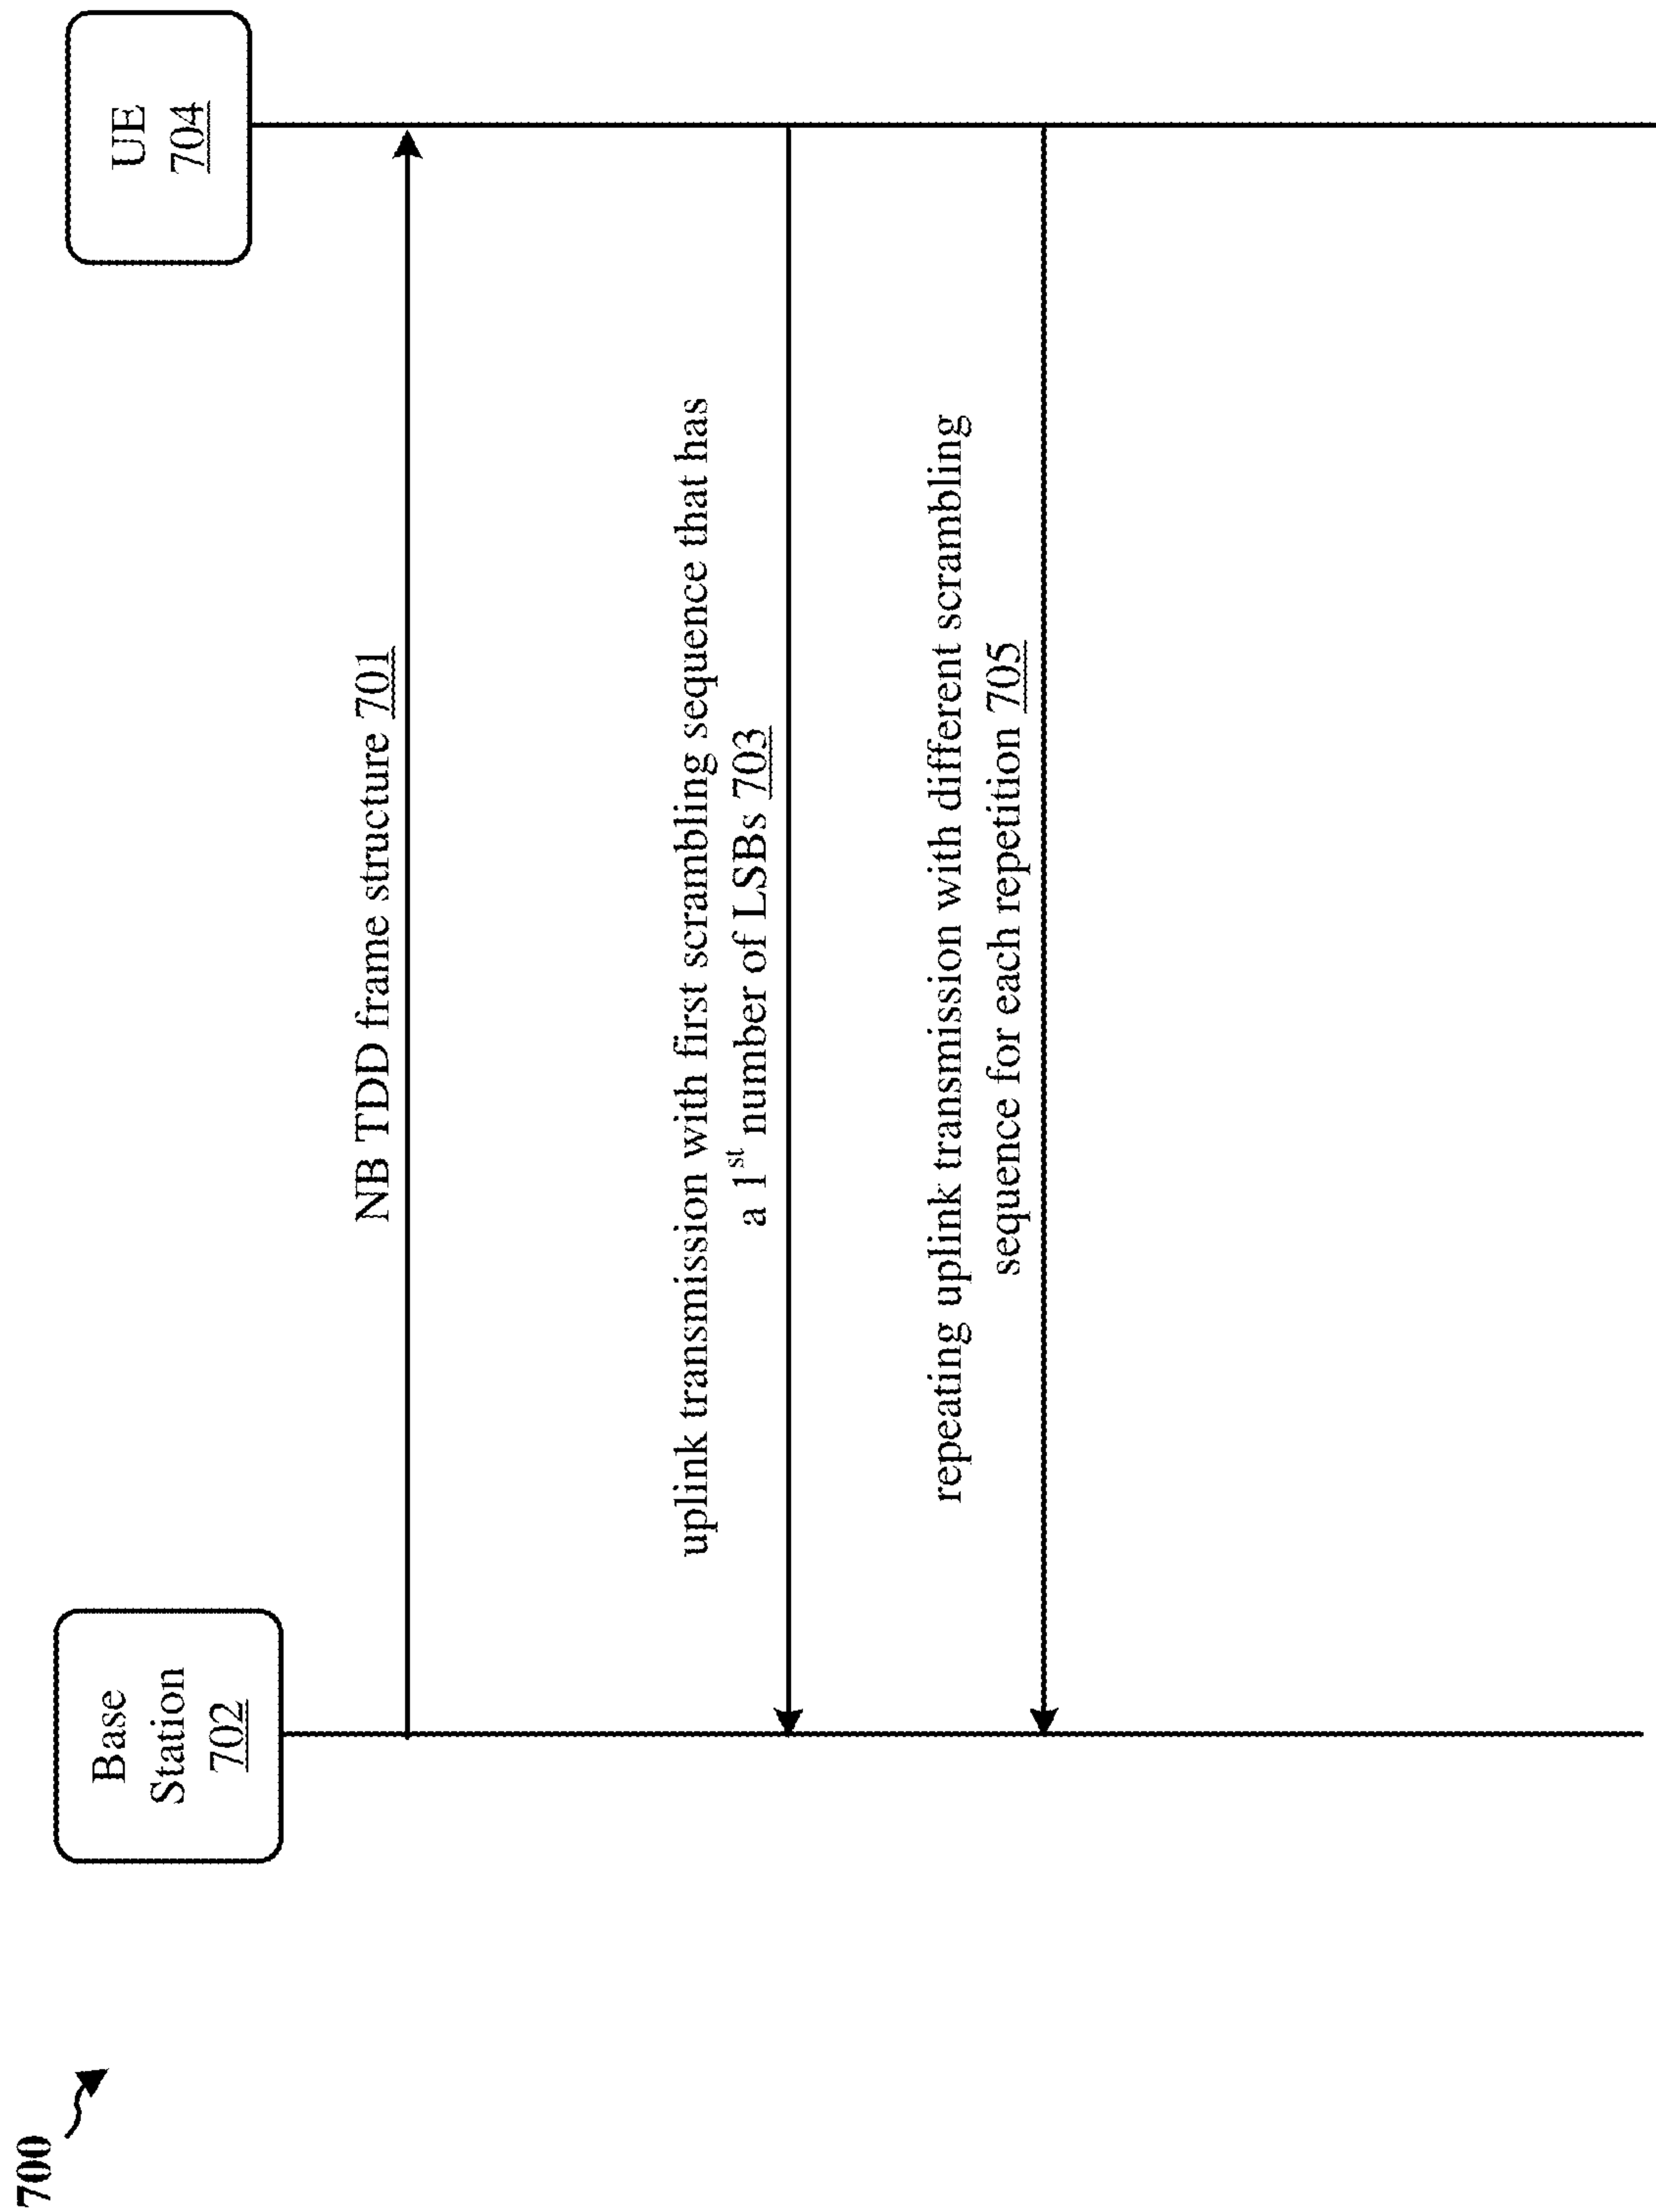 700
Base
Station
702
UE
704
NB TDD frame structure 701
uplink transmission with first scrambling sequence that has
a 1st number of LSBs 703
repeating uplink transmission with different scrambling
sequence for each repetition 705